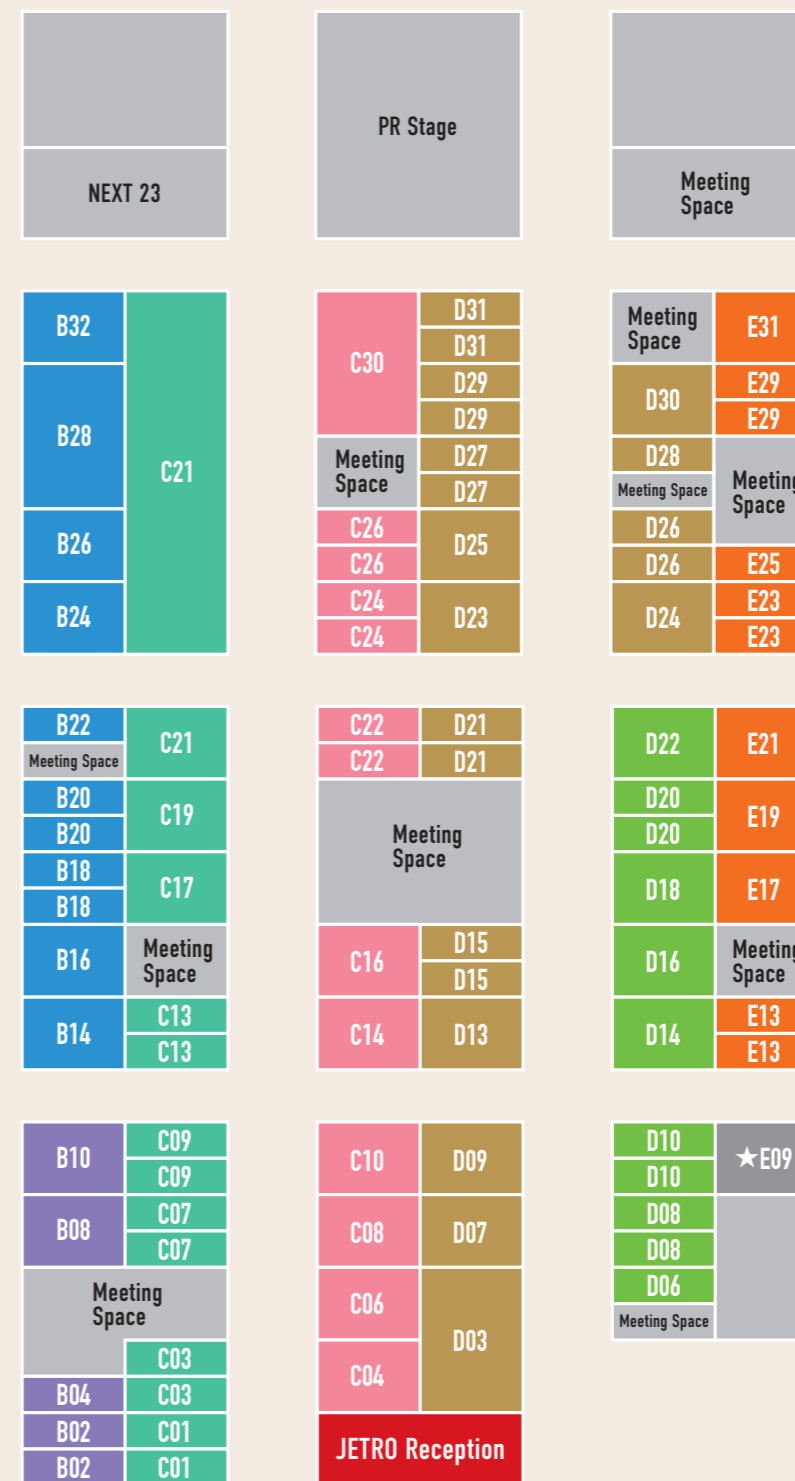 NEXT 23
PR Stage
Meeting
Space
B32
B28
B26
B24
C21
C30
Meeting
Space
C26
C26
C24
C24
D31
D31
D29
D29
D27
D27
D25
D23
Meeting
Space
D30
D28
Meeting Space
D26
D26
D24
E31
E29
E29
Meeting
Space
E25
E23
E23
B22
Meeting Space
B20
B20
B18
B18
B16
B14
C21
C19
C17
Meeting
Space
C13
C13
C22
C22
D21
D21
Meeting
Space
C16
C14
D15
D15
D13
D22
D20
D20
D18
D16
D14
E21
E19
E17
Meeting
Space
E13
E13
B10
B08
C09
C09
C07
C07
Meeting
Space
C03
B04
C03
B02
C01
B02
C01
C10
C08
C06
C04
D09
D07
D03
JETRO Reception
D10
D10
D08
D08
D06
Meeting Space
★E09